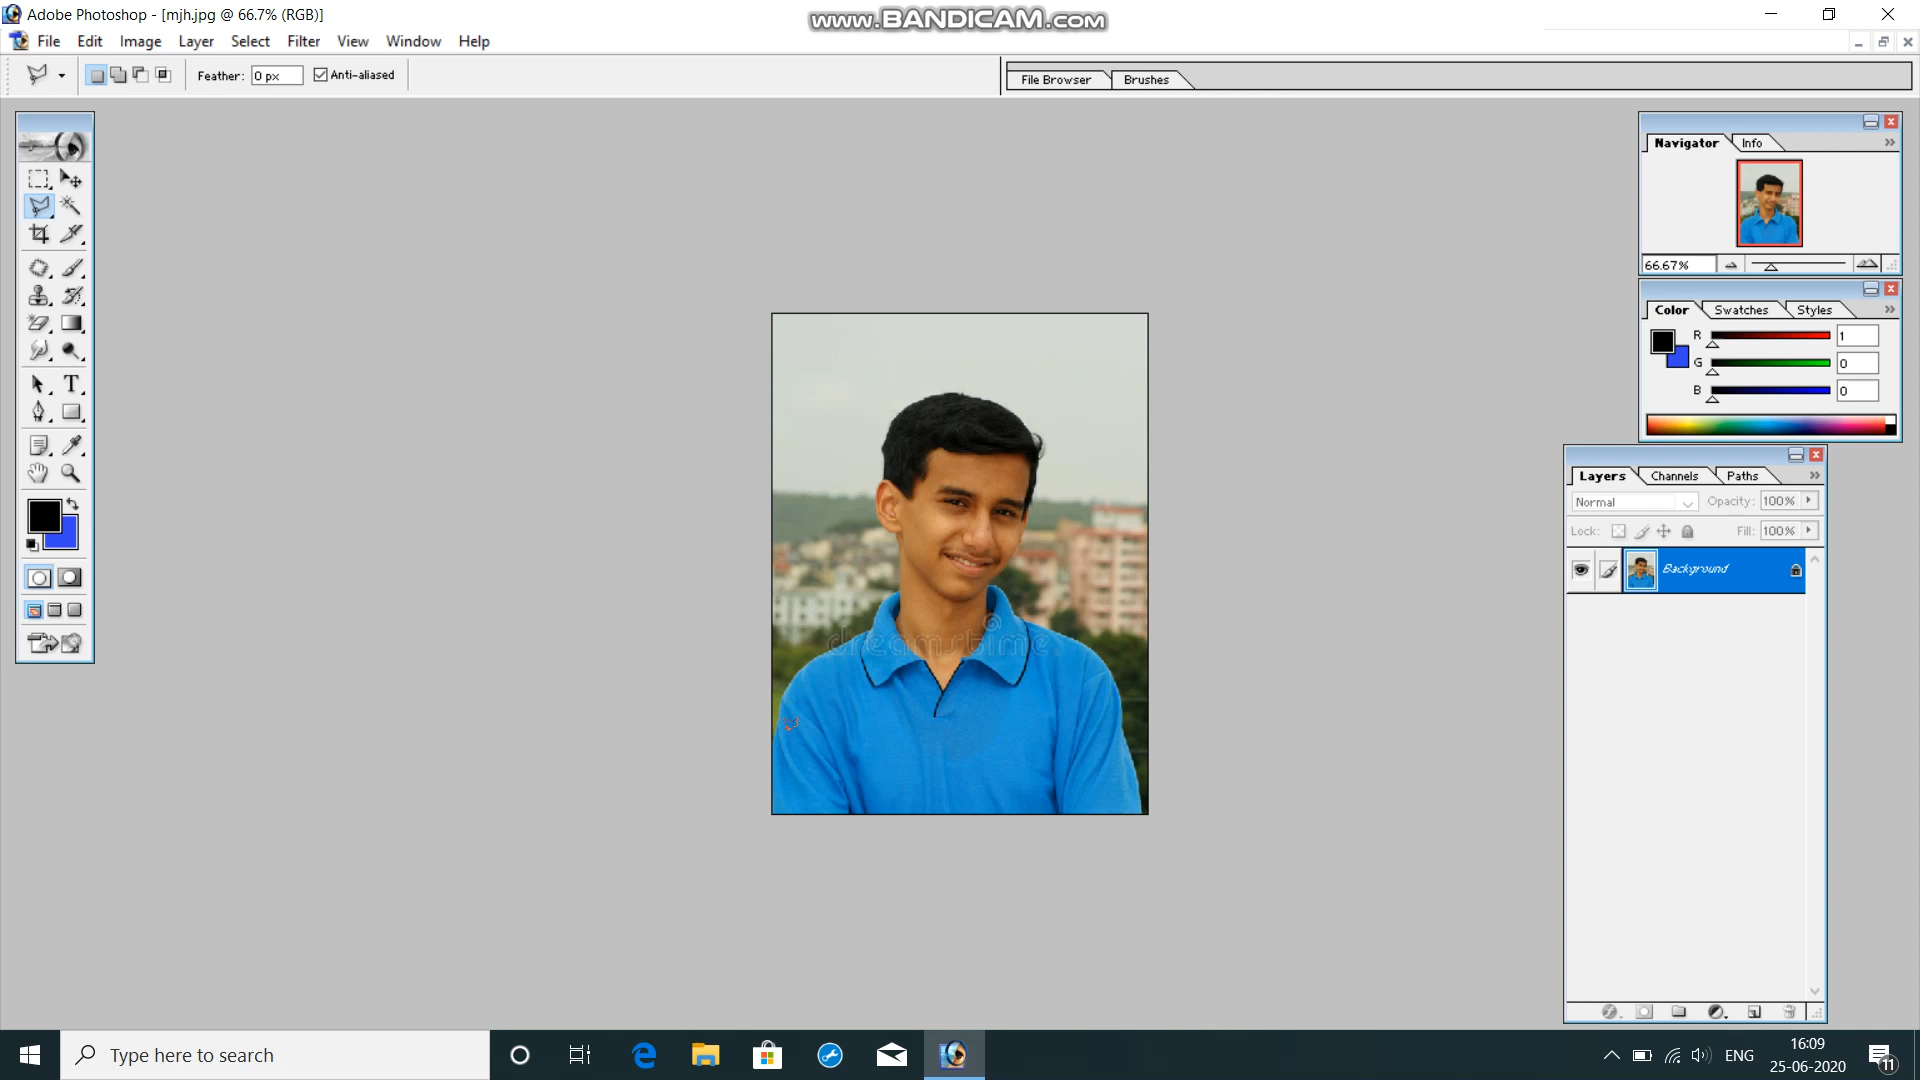 Adobe Photoshop - [mjh.jpg @ 66.7% (RGB)]
www.BANDICAM.com
File Edit Image Layer Select Filter View Window Help
Feather: 0 px Anti-aliased
File Browser Brushes
Navigator Info
66.67%
Color Swatches Styles
R 1
G 0
B 0
Layers Channels Paths
Normal Opacity: 100%
Lock: Fill: 100%
Background
T
dreamstime
Type here to search
ENG
16:09
25-06-2020
11